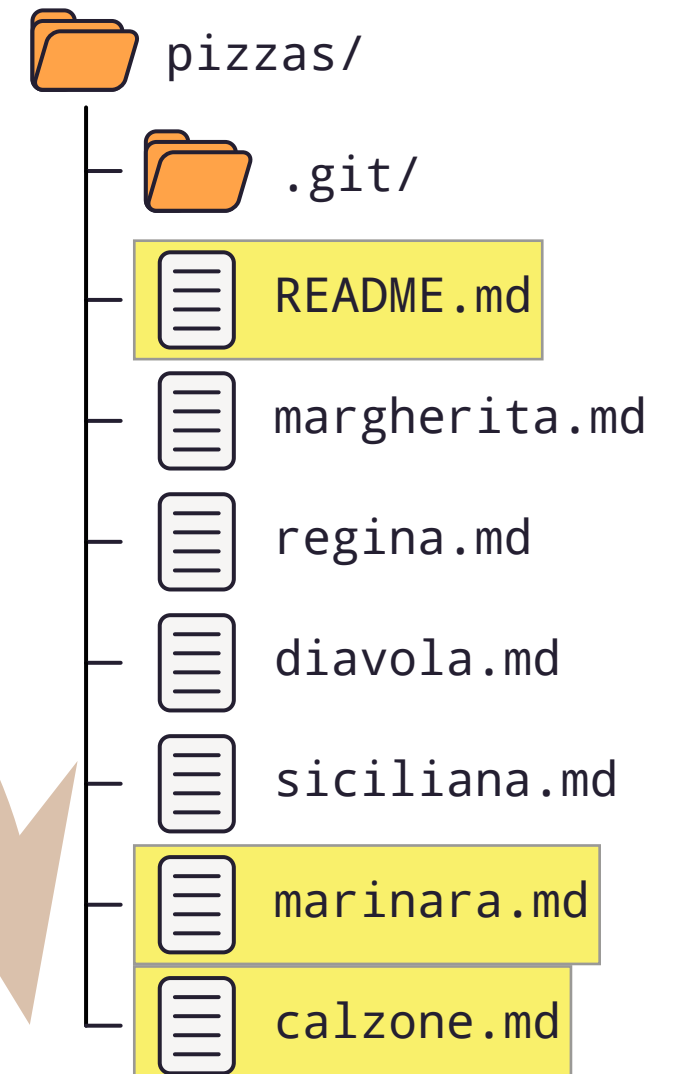 pizzas/
.git/
README.md
margherita.md
regina.md
diavola.md
siciliana.md
marinara.md
calzone.md